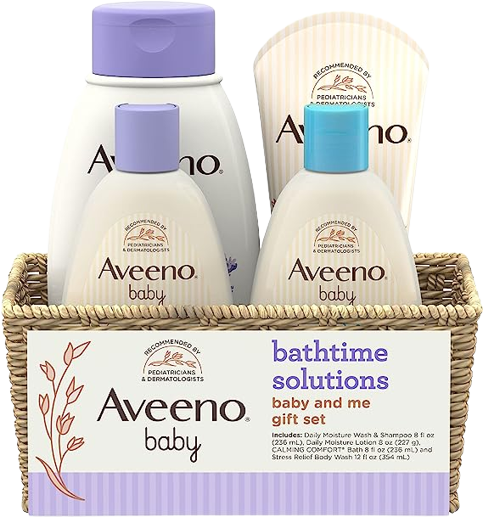 RECOMMENDED BY
PEDIATRICIANS
& DERMATOLOGISTS
Aveeno®
RECOMMENDED BY
PEDIATRICIANS
& DERMATOLOGISTS
Aveeno®
baby
RECOMMENDED BY
PEDIATRICIANS
& DERMATOLOGISTS
Aveeno®
baby
RECOMMENDED BY
PEDIATRICIANS
& DERMATOLOGISTS
Aveeno®
baby
bathtime
solutions
baby and me
gift set
Includes: Daily Moisture Wash & Shampoo 8 fl oz
(236 mL), Daily Moisture Lotion 8 oz (227 g),
CALMING COMFORT® Bath 8 fl oz (236 mL) and
Stress Relief Body Wash 12 fl oz (354 mL)